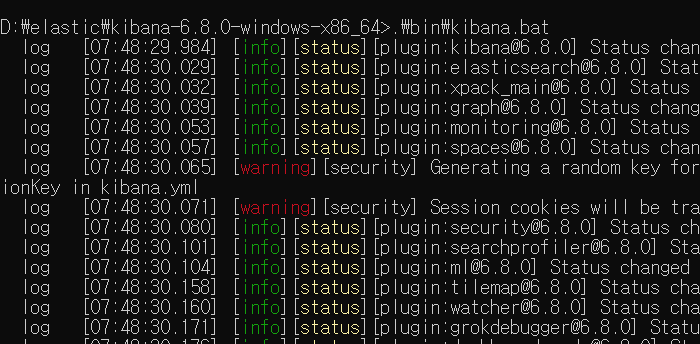 D:₩elastic₩kibana-6.8.0-windows-x86_64>.₩bin₩kibana.bat
log [07:48:29.984] [info][status][plugin:kibana@6.8.0] Status chan
log [07:48:30.029] [info][status][plugin:elasticsearch@6.8.0] Stat
log [07:48:30.032] [info][status][plugin:xpack_main@6.8.0] Status
log [07:48:30.039] [info][status][plugin:graph@6.8.0] Status chang
log [07:48:30.053] [info][status][plugin:monitoring@6.8.0] Status
log [07:48:30.057] [info][status][plugin:spaces@6.8.0] Status chan
log [07:48:30.065] [warning][security] Generating a random key for
ionKey in kibana.yml
log [07:48:30.071] [warning][security] Session cookies will be tra
log [07:48:30.080] [info][status][plugin:security@6.8.0] Status ch
log [07:48:30.101] [info][status][plugin:searchprofiler@6.8.0] Sta
log [07:48:30.104] [info][status][plugin:ml@6.8.0] Status changed
log [07:48:30.158] [info][status][plugin:tilemap@6.8.0] Status cha
log [07:48:30.160] [info][status][plugin:watcher@6.8.0] Status cha
log [07:48:30.171] [info][status][plugin:grokdebugger@6.8.0] Statu